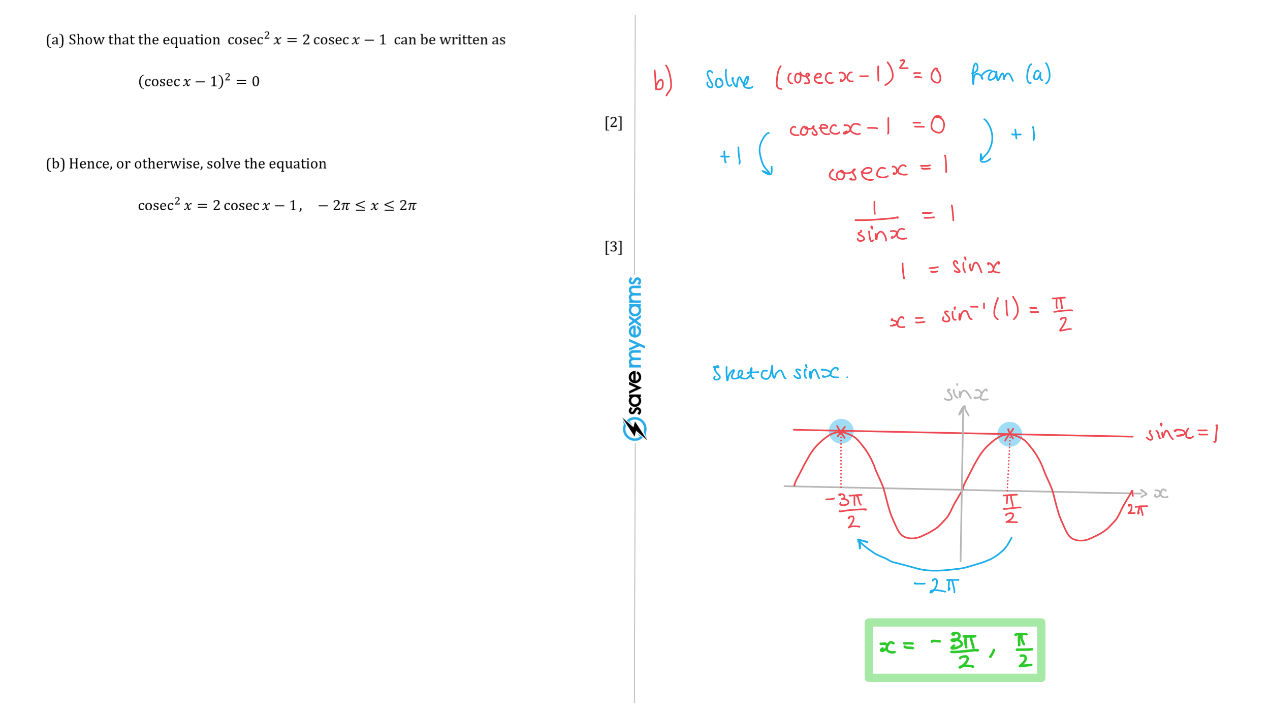 (a) Show that the equation cosec² x = 2 cosec x − 1 can be written as
(cosec x − 1)² = 0
[2]
(b) Hence, or otherwise, solve the equation
cosec² x = 2 cosec x − 1, − 2π ≤ x ≤ 2π
[3]
save my exams
b) Solve (cosec x − 1)² = 0 from (a)
cosec x − 1 = 0
+1 +1
cosec x = 1
1/sin x = 1
1 = sin x
x = sin⁻¹(1) = π/2
Sketch sin x.
sin x
sin x = 1
x
−3π/2 π/2 2π
−2π
x = −3π/2, π/2